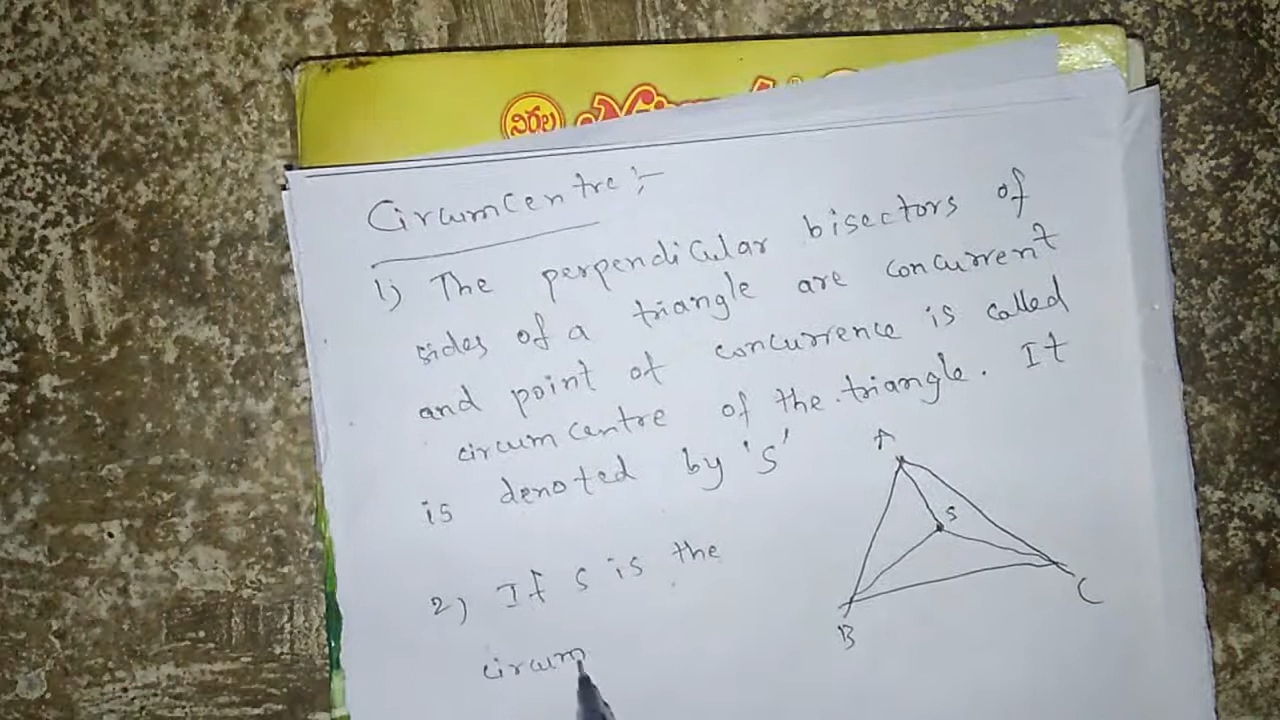 నిర్మల
Circumcentre :-
1) The perpendicular bisectors of
sides of a triangle are concurrent
and point of concurrence is called
circumcentre of the triangle. It
is denoted by 'S'
A
S
B
C
2) If S is the
circum